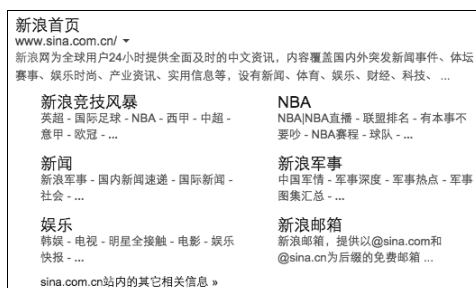 新浪首页
www.sina.com.cn/
新浪网为全球用户24小时提供全面及时的中文资讯，内容覆盖国内外突发新闻事件、体坛
赛事、娱乐时尚、产业资讯、实用信息等，设有新闻、体育、娱乐、财经、科技、 ...
新浪竞技风暴
英超 - 国际足球 - NBA - 西甲 - 中超 -
意甲 - 欧冠 - ...
NBA
NBA|NBA直播 - 联盟排名 - 有本事不
要吵 - NBA赛程 - 球队 - ...
新闻
新浪军事 - 国内新闻速递 - 国际新闻 -
社会 - ...
新浪军事
中国军情 - 军事深度 - 军事热点 - 军事
图集汇总 - ...
娱乐
韩娱 - 电视 - 明星全接触 - 电影 - 娱乐
快报 - ...
新浪邮箱
新浪邮箱，提供以@sina.com和
@sina.cn为后缀的免费邮箱 ...
sina.com.cn站内的其它相关信息 »